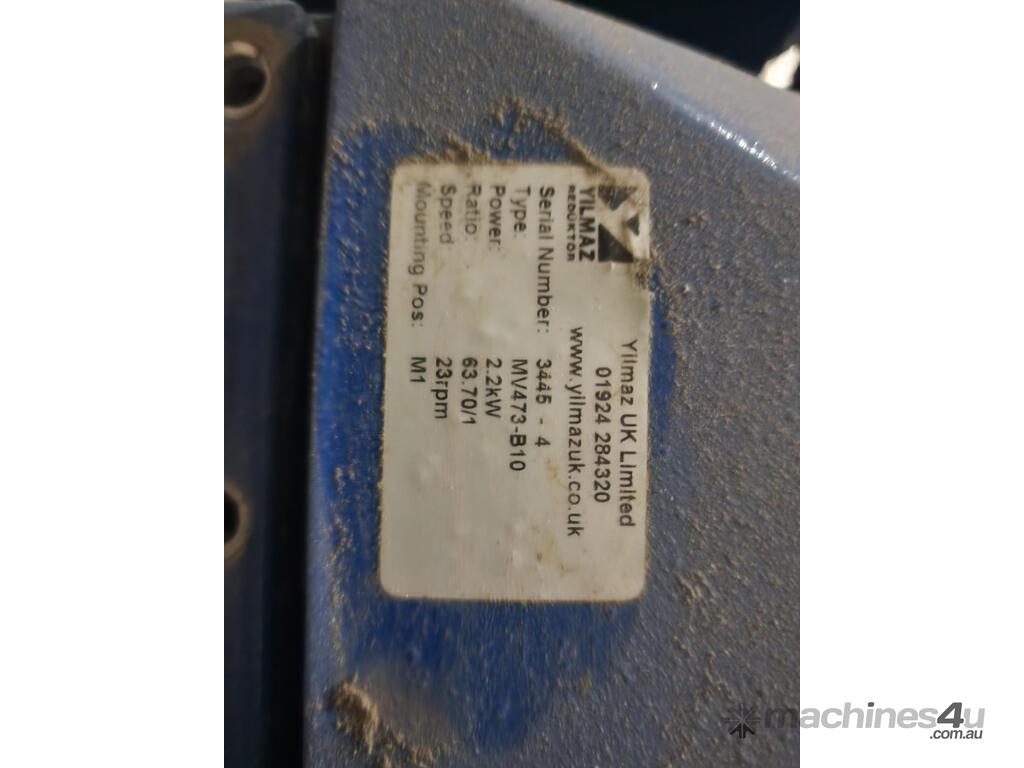 YILMAZ
REDÜKTÖR
Yilmaz UK Limited
01924 284320
www.yilmazuk.co.uk
Serial Number: 3445 - 4
Type: MV473-B10
Power: 2.2kW
Ratio: 63.70/1
Speed: 23rpm
Mounting Pos: M1
machines4u
.com.au